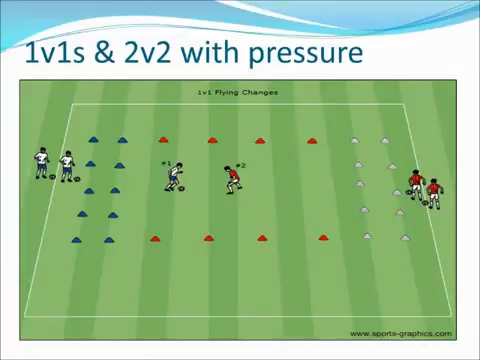 1v1s & 2v2 with pressure
1v1 Flying Changes
#1
#2
www.sports-graphics.com